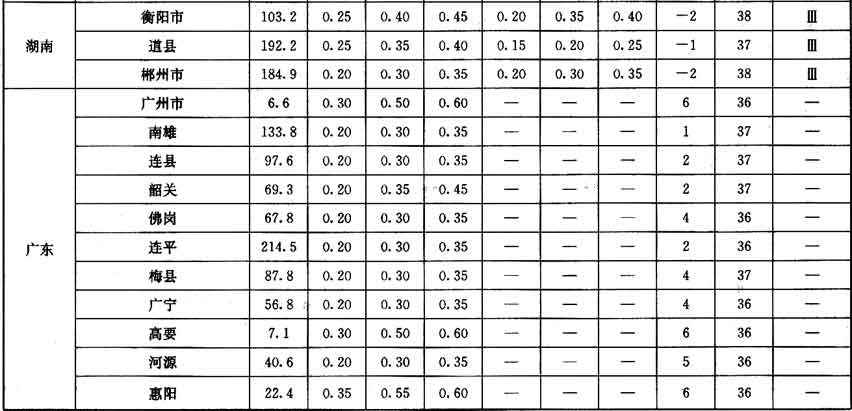 湖南
衡阳市 103.2 0.25 0.40 0.45 0.20 0.35 0.40 −2 38 Ⅲ
道县 192.2 0.25 0.35 0.40 0.15 0.20 0.25 −1 37 Ⅲ
郴州市 184.9 0.20 0.30 0.35 0.20 0.30 0.35 −2 38 Ⅲ
广东
广州市 6.6 0.30 0.50 0.60 — — — 6 36 —
南雄 133.8 0.20 0.30 0.35 — — — 1 37 —
连县 97.6 0.20 0.30 0.35 — — — 2 37 —
韶关 69.3 0.20 0.35 0.45 — — — 2 37 —
佛岗 67.8 0.20 0.30 0.35 — — — 4 36 —
连平 214.5 0.20 0.30 0.35 — — — 2 36 —
梅县 87.8 0.20 0.30 0.35 — — — 4 37 —
广宁 56.8 0.20 0.30 0.35 — — — 4 36 —
高要 7.1 0.30 0.50 0.60 — — — 6 36 —
河源 40.6 0.20 0.30 0.35 — — — 5 36 —
惠阳 22.4 0.35 0.55 0.60 — — — 6 36 —